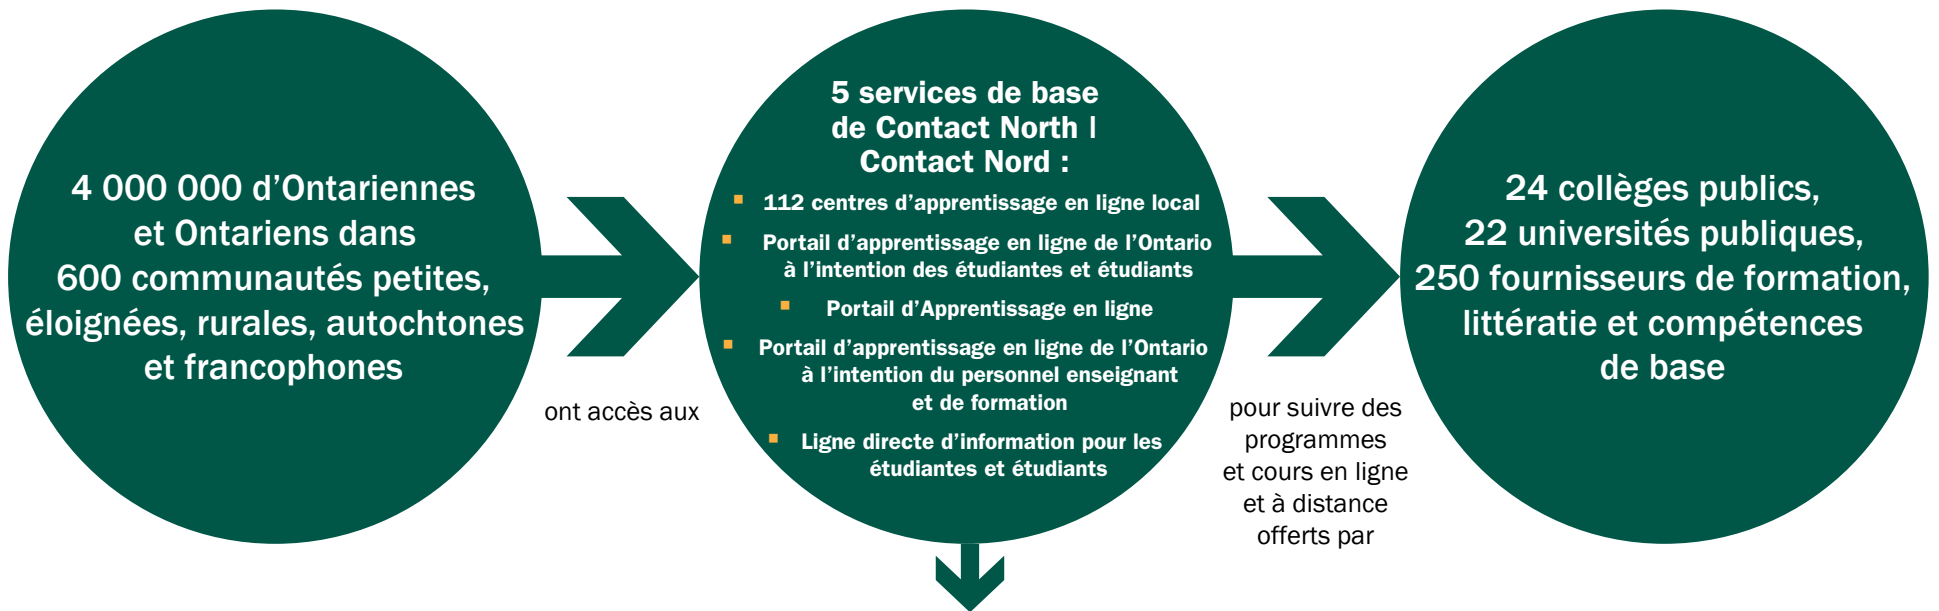 4 000 000 d’Ontariennes
et Ontariens dans
600 communautés petites,
éloignées, rurales, autochtones
et francophones
ont accès aux
5 services de base
de Contact North |
Contact Nord :
▪ 112 centres d’apprentissage en ligne local
▪ Portail d’apprentissage en ligne de l’Ontario
à l’intention des étudiantes et étudiants
▪ Portail d’Apprentissage en ligne
▪ Portail d’apprentissage en ligne de l’Ontario
à l’intention du personnel enseignant
et de formation
▪ Ligne directe d’information pour les
étudiantes et étudiants
pour suivre des
programmes
et cours en ligne
et à distance
offerts par
24 collèges publics,
22 universités publiques,
250 fournisseurs de formation,
littératie et compétences
de base